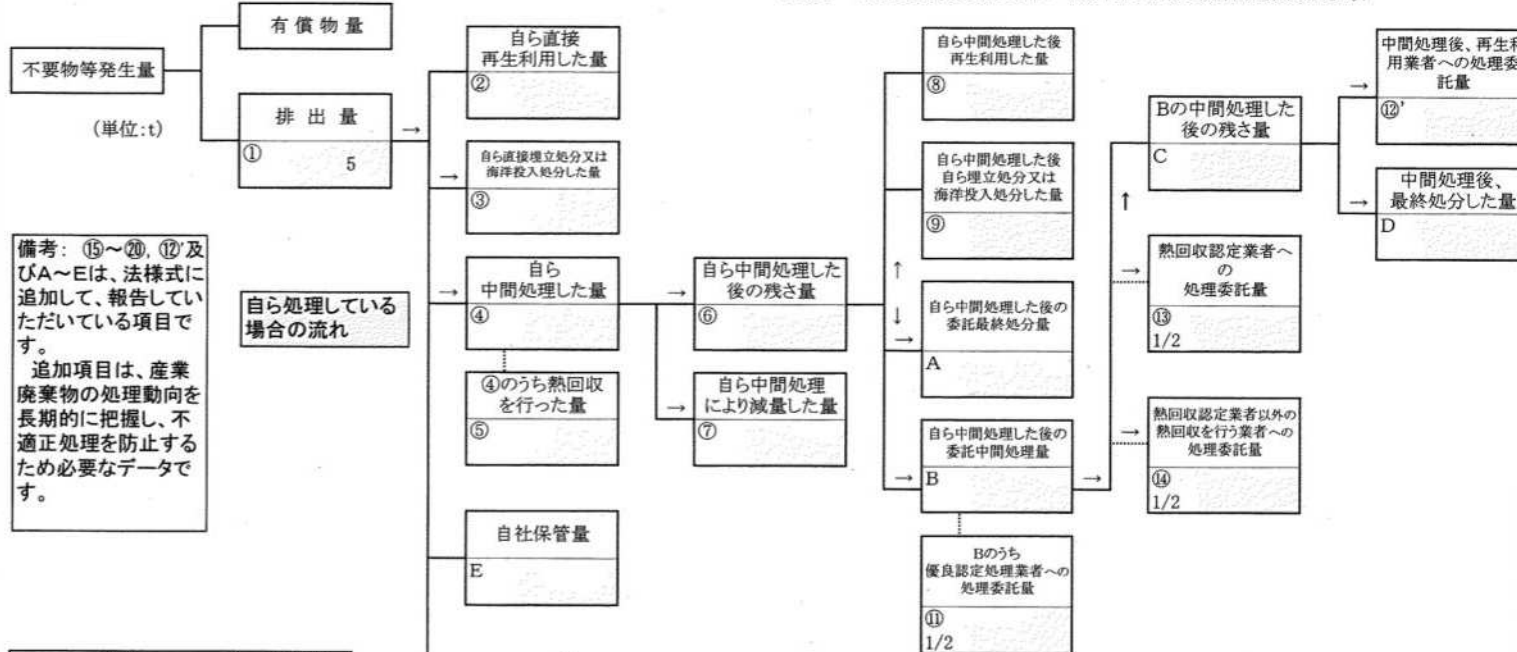 有償物量
不要物等発生量
(単位:t)
排出量
①
5
→
備考: ⑮~⑳, ⑫'及
びA~Eは、法様式に
追加して、報告してい
ただいている項目で
す。
追加項目は、産業
廃棄物の処理動向を
長期的に把握し、不
適正処理を防止する
ため必要なデータで
す。
自ら処理している
場合の流れ
自ら直接
再生利用した量
②
→
自ら直接埋立処分又は
海洋投入処分した量
③
→
自ら
中間処理した量
④
④のうち熱回収
を行った量
⑤
自社保管量
E
→
自ら中間処理した
後の残さ量
⑥
→
自ら中間処理
により減量した量
⑦
自ら中間処理した後
再生利用した量
⑧
自ら中間処理した後
自ら埋立処分又は
海洋投入処分した量
⑨
↑
↓
→
自ら中間処理した後の
委託最終処分量
A
→
自ら中間処理した後の
委託中間処理量
B
→
Bのうち
優良認定処理業者への
処理委託量
⑪
1/2
Bの中間処理した
後の残さ量
C
↑
→
熱回収認定業者へ
の
処理委託量
⑬
1/2
→
熱回収認定業者以外の
熱回収を行う業者への
処理委託量
⑭
1/2
→
中間処理後、再生利
用業者への処理委
託量
⑫'
→
中間処理後、
最終処分した量
D